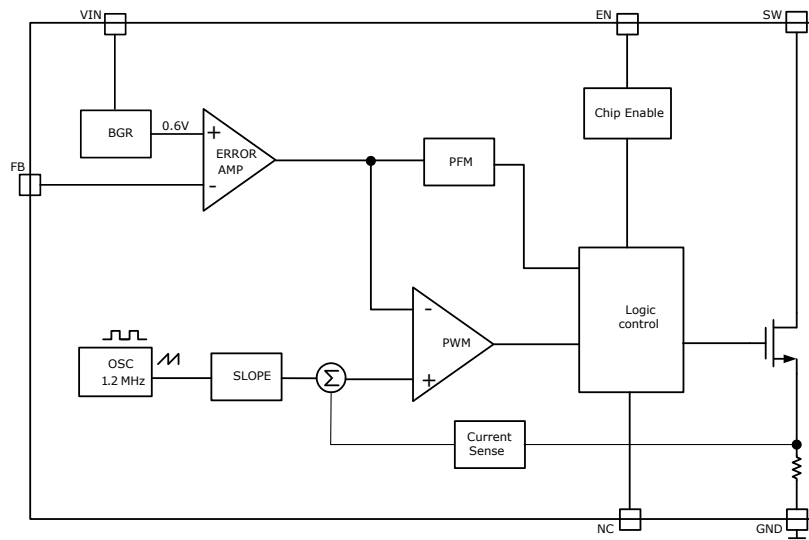 VIN
EN
SW
BGR
0.6V
+
ERROR
AMP
-
Chip Enable
FB
PFM
Logic
control
-
PWM
+
OSC
1.2 MHz
SLOPE
Σ
Current
Sense
NC
GND